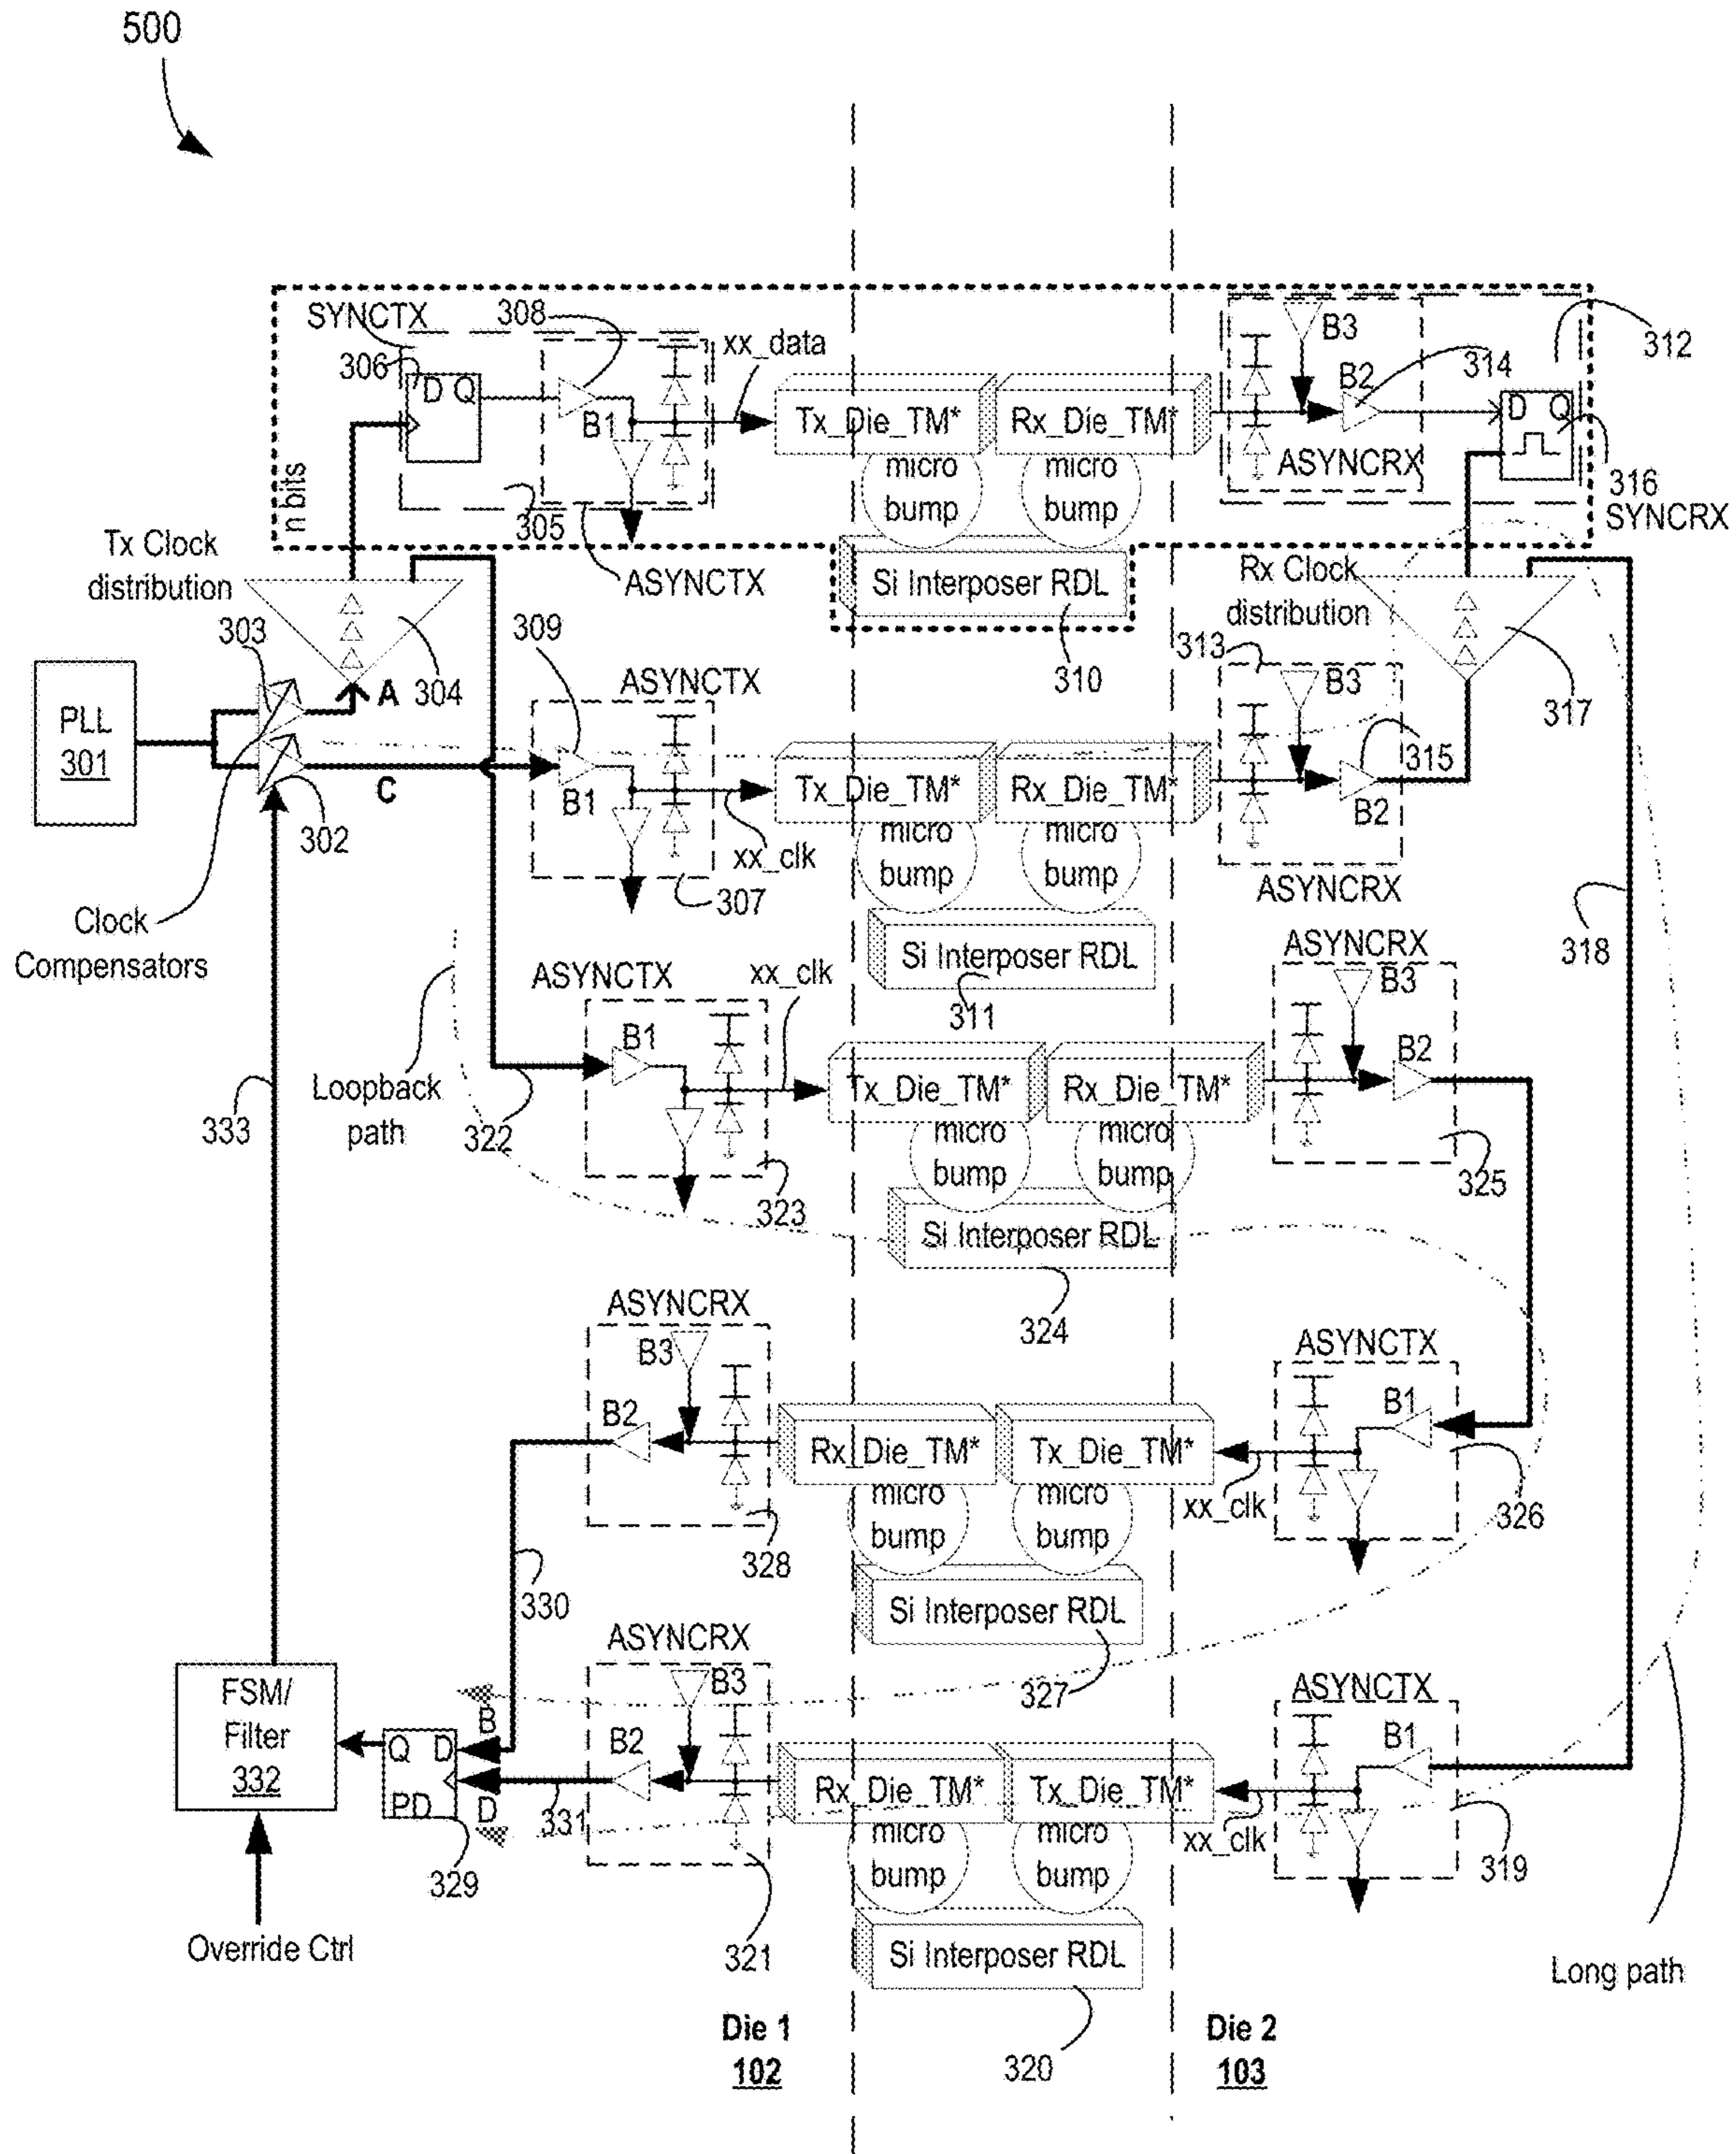 500
SYNCTX
308
306
D Q
B1
xx_data
n bits
305
ASYNCTX
Tx_Die_TM*
Rx_Die_TM*
micro
bump
micro
bump
Si Interposer RDL
310
B3
B2
314
312
D Q
ASYNCRX
316
SYNCRX
Tx Clock
distribution
303
304
A
PLL
301
C
302
Clock
Compensators
309
ASYNCTX
B1
xx_clk
307
Tx_Die_TM*
Rx_Die_TM*
micro
bump
micro
bump
Si Interposer RDL
311
Rx Clock
distribution
313
B3
315
B2
ASYNCRX
317
318
ASYNCTX
xx_clk
B1
Loopback
path
322
323
333
Tx_Die_TM*
Rx_Die_TM*
micro
bump
micro
bump
Si Interposer RDL
324
ASYNCRX
B3
B2
325
ASYNCRX
B3
B2
328
330
Rx_Die_TM*
Tx_Die_TM*
micro
bump
micro
bump
Si Interposer RDL
327
ASYNCTX
B1
xx_clk
326
FSM/
Filter
332
Override Ctrl
Q D
PD
329
B
D
331
ASYNCRX
B3
B2
321
Rx_Die_TM*
Tx_Die_TM*
micro
bump
micro
bump
Si Interposer RDL
320
ASYNCTX
B1
xx_clk
319
Long path
Die 1
102
Die 2
103